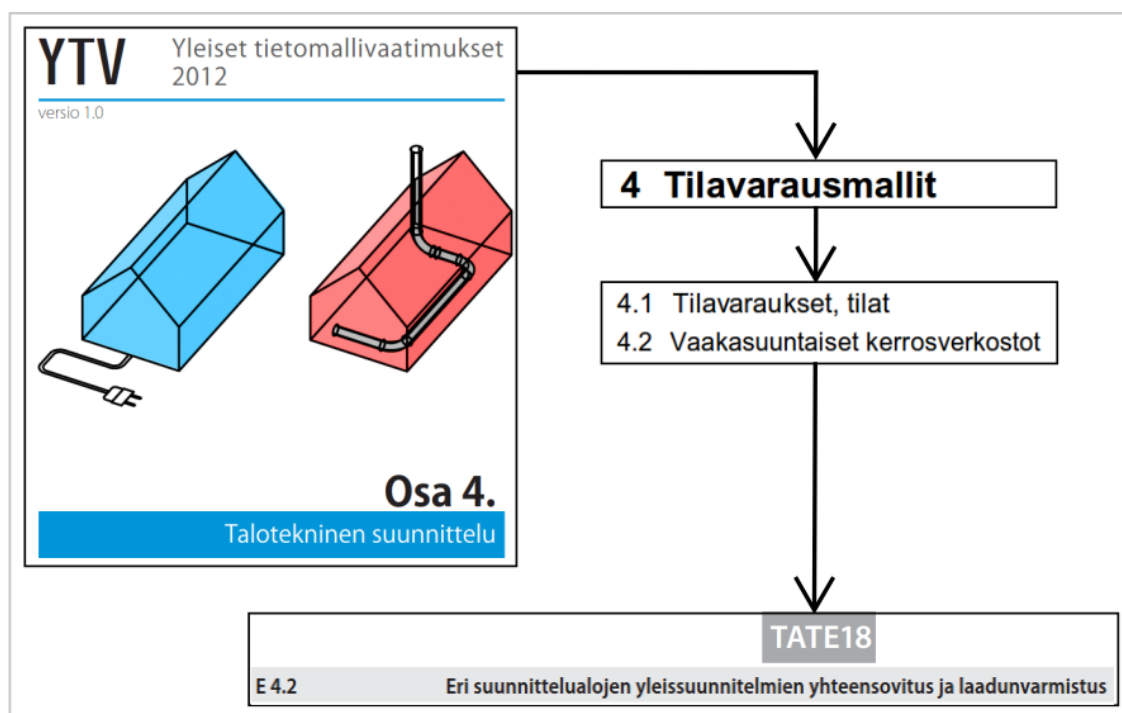 YTV
Yleiset tietomallivaatimukset
2012
versio 1.0
Osa 4.
Talotekninen suunnittelu
4 Tilavarausmallit
4.1 Tilavaraukset, tilat
4.2 Vaakasuuntaiset kerrosverkostot
TATE18
E 4.2 Eri suunnittelualojen yleissuunnitelmien yhteensovitus ja laadunvarmistus